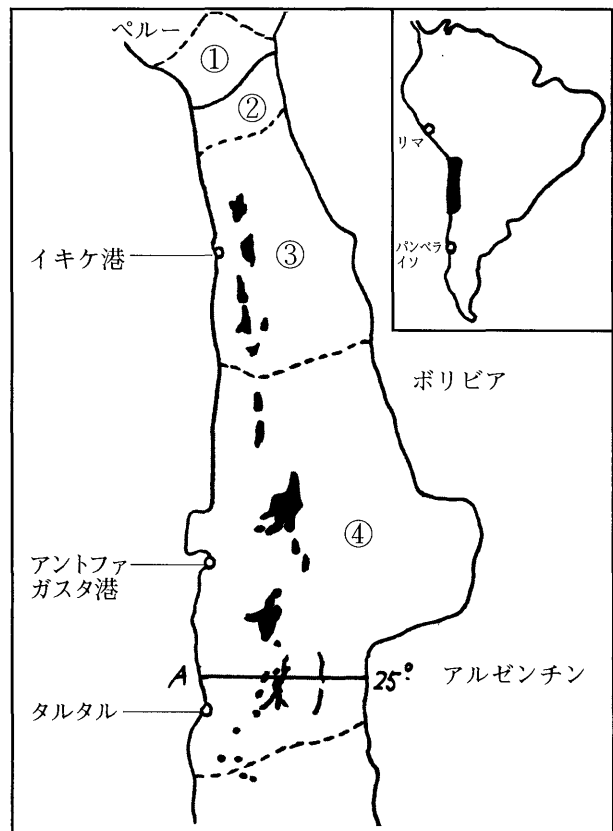 ペルー
①
②
リマ
パンペラ
イソ
イキケ港
③
ボリビア
④
アントファ
ガスタ港
A
25°
アルゼンチン
タルタル